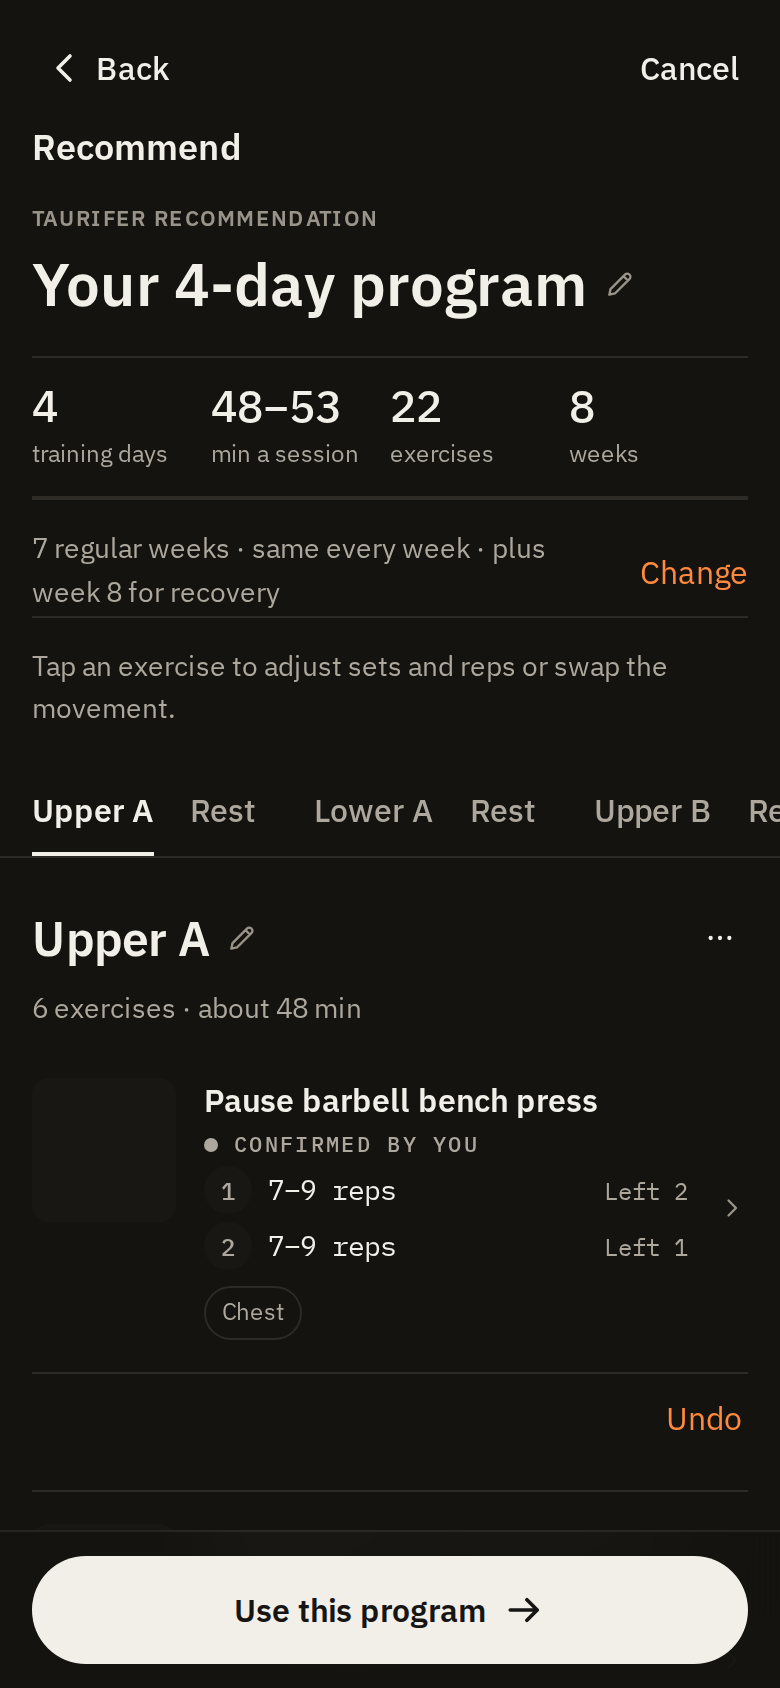 Back
Cancel
Recommend
TAURIFER RECOMMENDATION
Your 4-day program
4
training days
48–53
min a session
22
exercises
8
weeks
7 regular weeks · same every week · plus
week 8 for recovery
Change
Tap an exercise to adjust sets and reps or swap the
movement.
Upper A Rest Lower A Rest Upper B Re
Upper A
...
6 exercises · about 48 min
Pause barbell bench press
CONFIRMED BY YOU
1 7–9 reps Left 2
2 7–9 reps Left 1
Chest
Undo
Use this program →